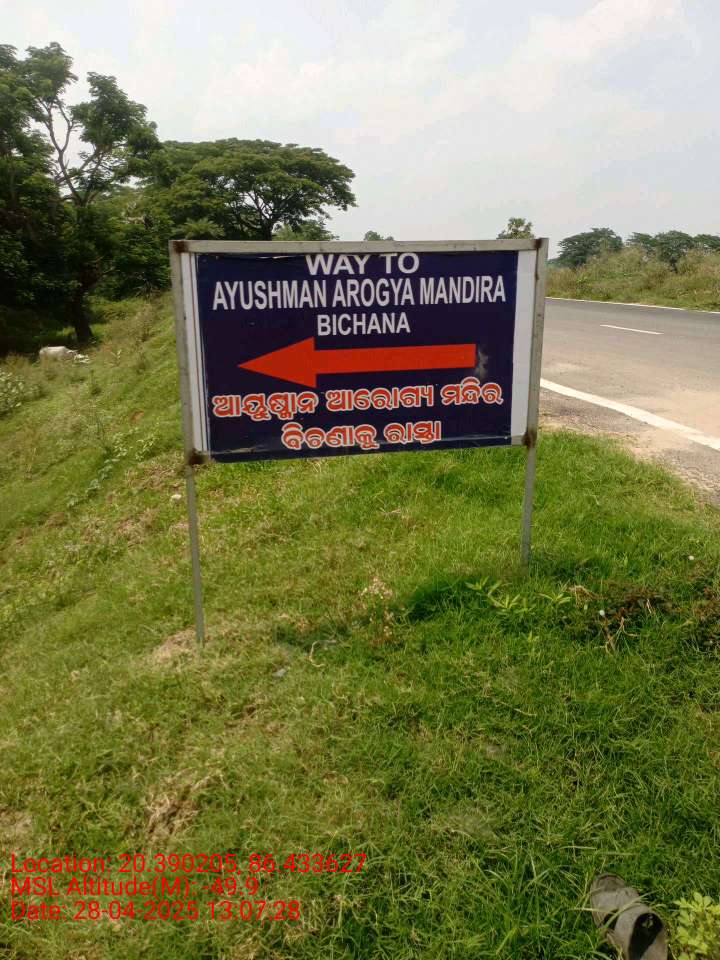 WAY TO
AYUSHMAN AROGYA MANDIRA
BICHANA
ଆୟୁଷ୍ମାନ ଆରୋଗ୍ୟ ମନ୍ଦିର
ବିଚଣାକୁ ରାସ୍ତା
Location: 20.390205, 86.433627
MSL Altitude(M): -49.9
Date: 28-04-2025 13:07:28